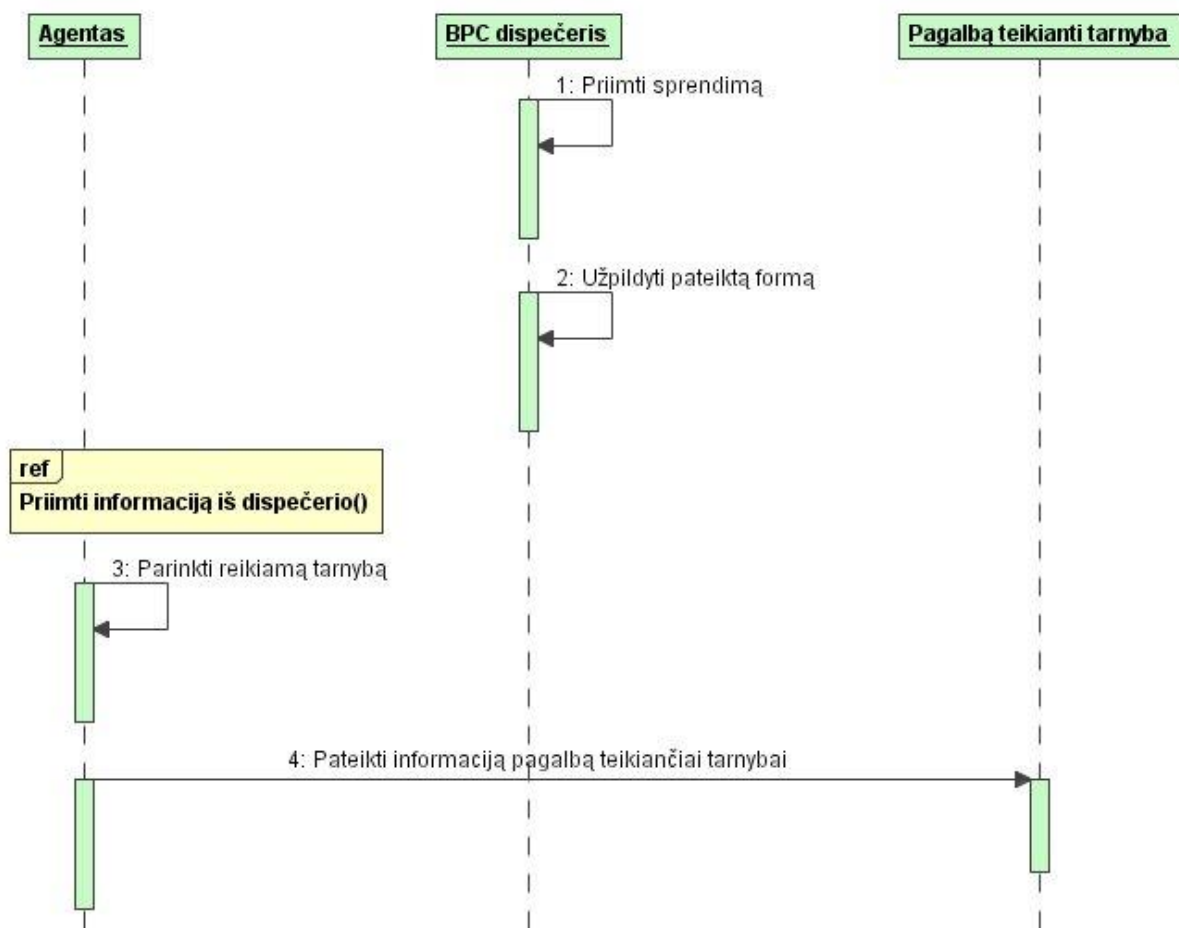 Agentas
BPC dispečeris
Pagalbą teikianti tarnyba
1: Priimti sprendimą
2: Užpildyti pateiktą formą
ref
Priimti informaciją iš dispečerio()
3: Parinkti reikiamą tarnybą
4: Pateikti informaciją pagalbą teikiančiai tarnybai